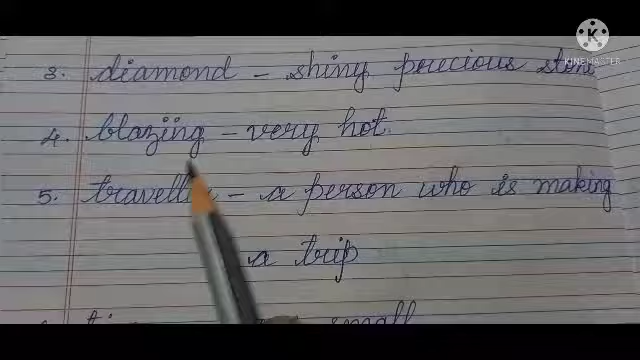 KINEMASTER
3. diamond - shiny precious stone
4. blazing - very hot.
5. traveller - a person who is making
a trip
small